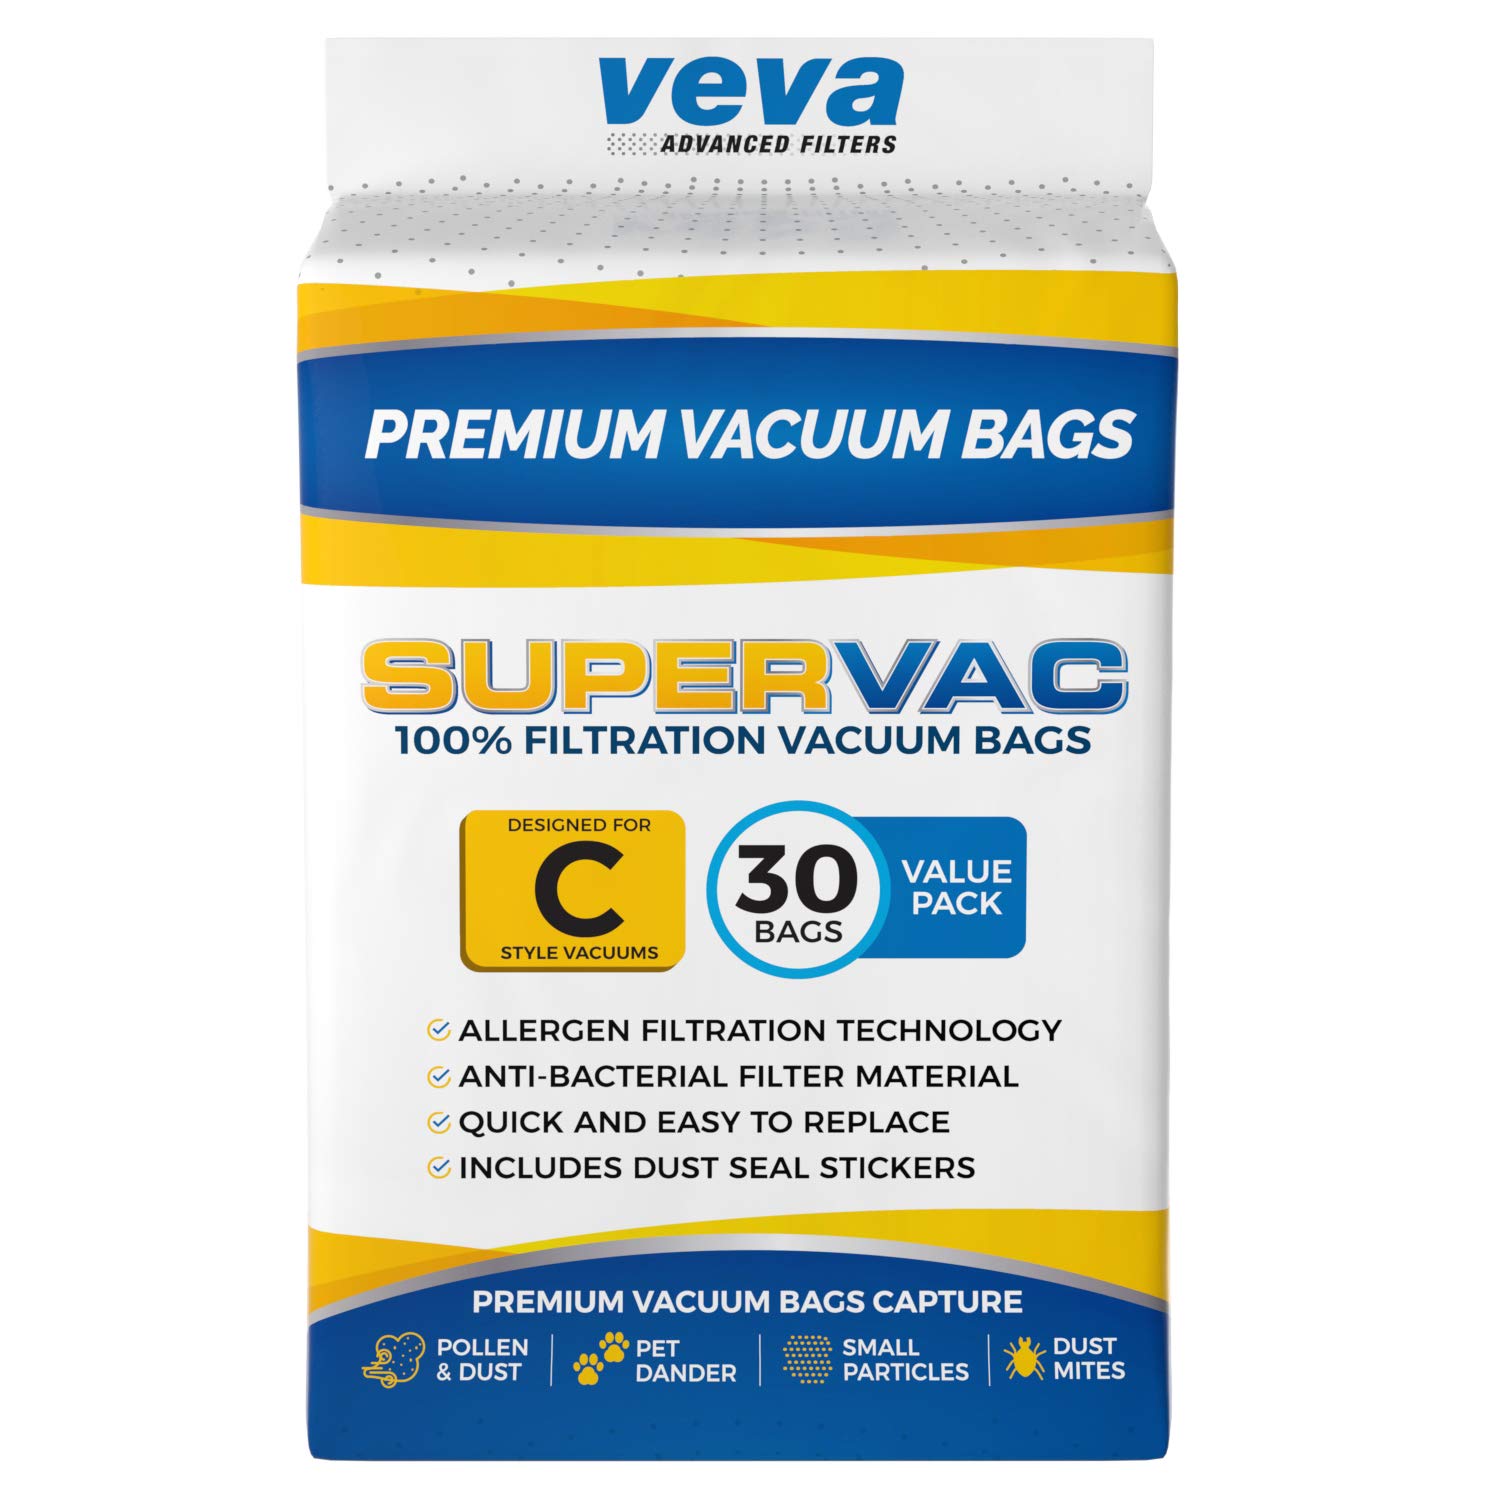 veva
ADVANCED FILTERS
PREMIUM VACUUM BAGS
SUPERVAC
100% FILTRATION VACUUM BAGS
DESIGNED FOR
C
STYLE VACUUMS
30
BAGS
VALUE
PACK
ALLERGEN FILTRATION TECHNOLOGY
ANTI-BACTERIAL FILTER MATERIAL
QUICK AND EASY TO REPLACE
INCLUDES DUST SEAL STICKERS
PREMIUM VACUUM BAGS CAPTURE
POLLEN
& DUST
PET
DANDER
SMALL
PARTICLES
DUST
MITES